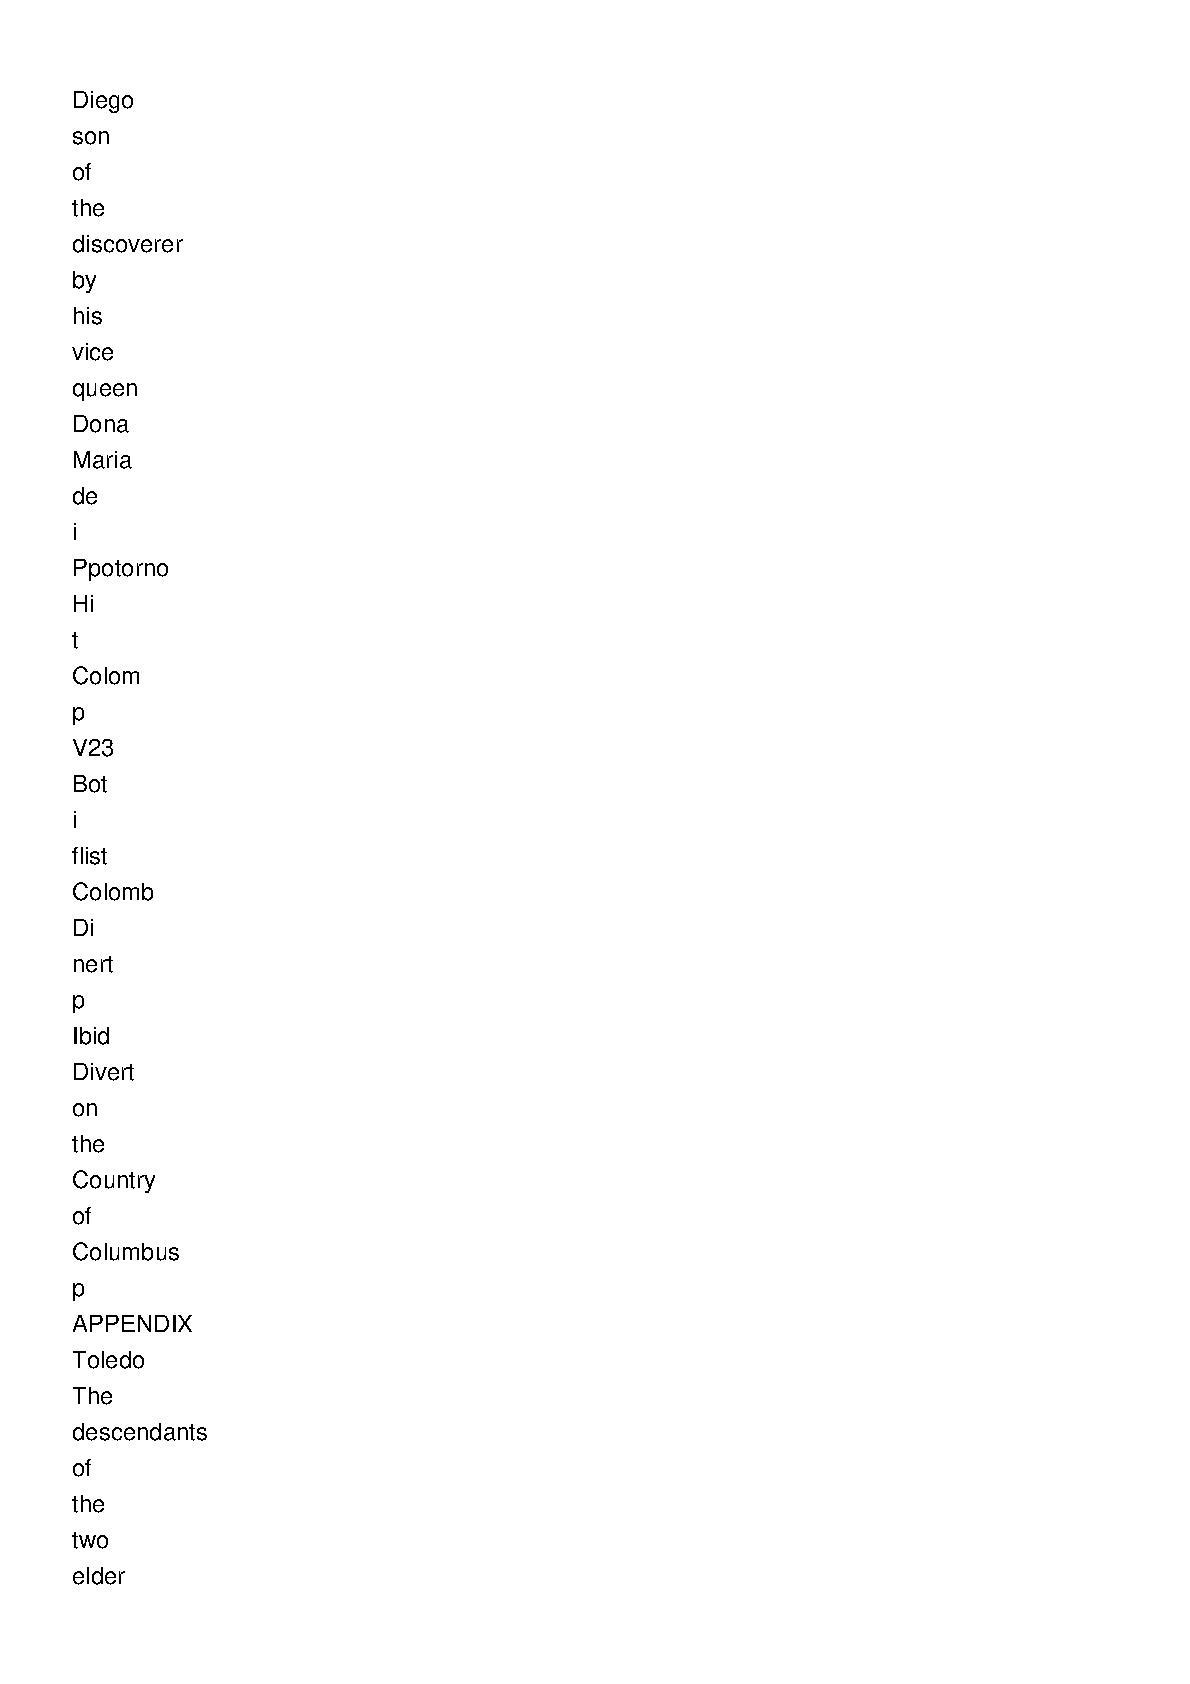 Diego
son
of
the
discoverer
by
his
vice
queen
Dona
Maria
de
i
Ppotorno
Hi
t
Colom
p
V23
Bot
i
flist
Colomb
Di
nert
p
Ibid
Divert
on
the
Country
of
Columbus
p
APPENDIX
Toledo
The
descendants
of
the
two
elder